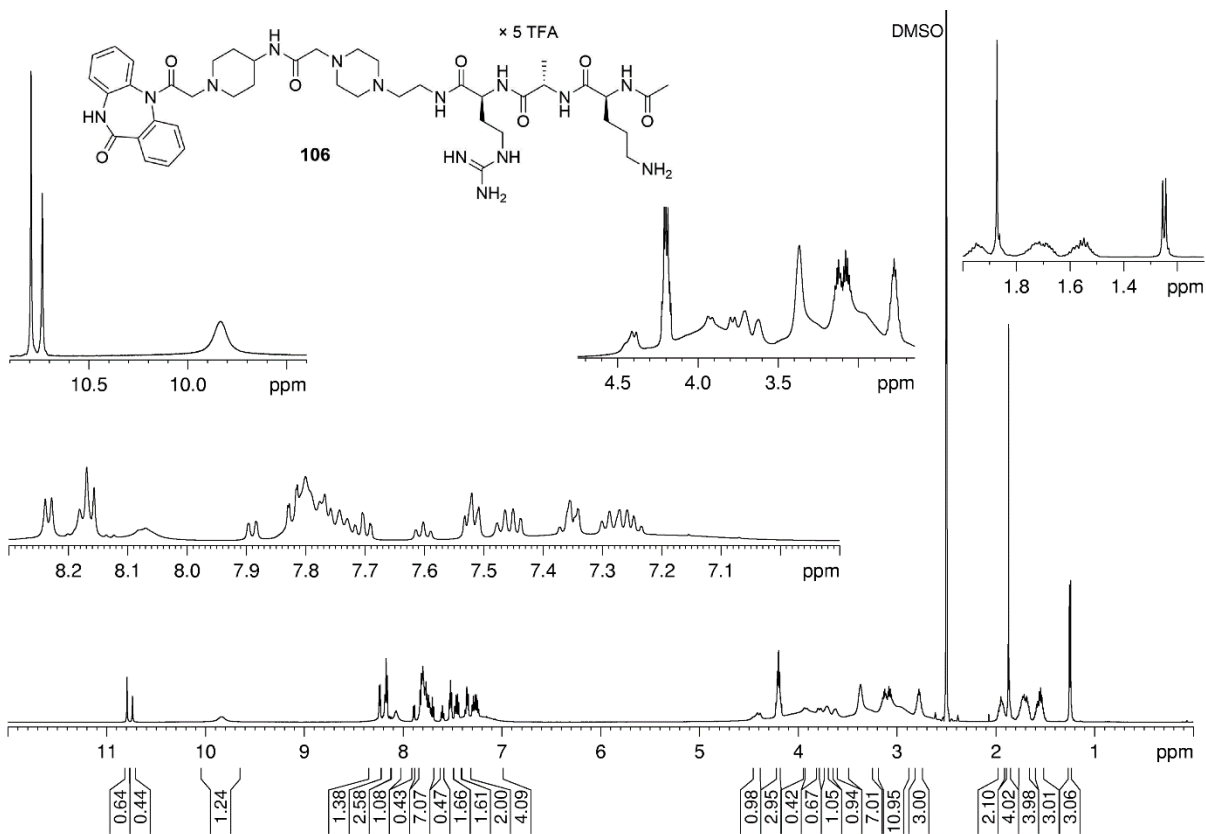 × 5 TFA
DMSO
O
H
N
O
N
N
N
O
N
N
H
O
H
N
O
N
H
O
H
N
O
HN
O
106
HN
NH
NH2
NH2
10.5 10.0 ppm
4.5 4.0 3.5 ppm
1.8 1.6 1.4 ppm
8.2 8.1 8.0 7.9 7.8 7.7 7.6 7.5 7.4 7.3 7.2 7.1 ppm
11 10 9 8 7 6 5 4 3 2 1 ppm
0.64 0.44 1.24 1.38 2.58 1.08 0.43 7.07 0.47 1.66 1.61 2.00 4.09 0.98 2.95 0.42 0.67 1.05 0.94 7.01 10.95 3.00 2.10 4.02 3.98 3.01 3.06